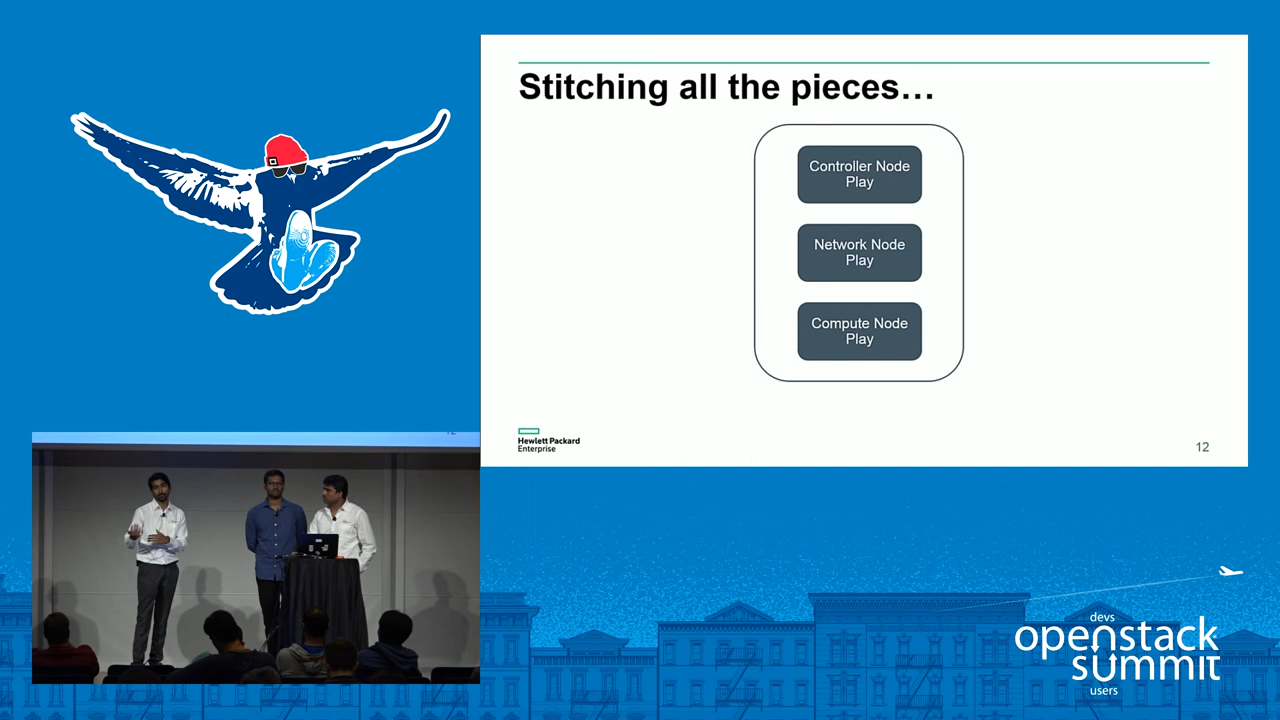 Stitching all the pieces…
Controller Node
Play
Network Node
Play
Compute Node
Play
Hewlett Packard
Enterprise
12
12
devs
openstack
summit
users